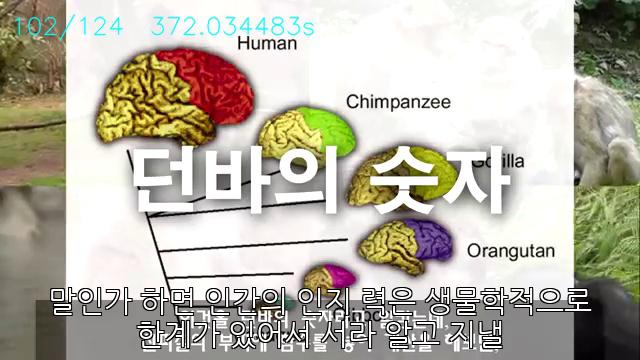 102/124 372.034483s
Human
Chimpanzee
던바의 숫자
Gorilla
Orangutan
말인가 하면 인간의 인지 력은 생물학적으로
한계가 있어서 서라 알고 지낼